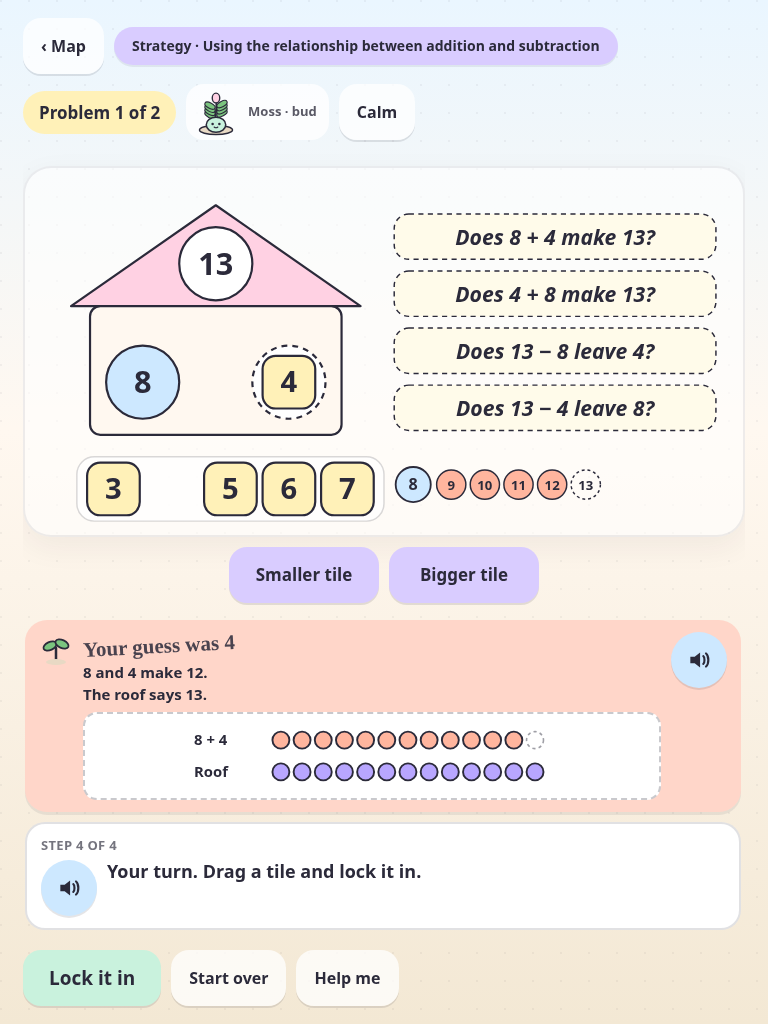 ‹ Map
Strategy · Using the relationship between addition and subtraction
Problem 1 of 2
Moss · bud
Calm
13
8
4
Does 8 + 4 make 13?
Does 4 + 8 make 13?
Does 13 − 8 leave 4?
Does 13 − 4 leave 8?
3 5 6 7
8 9 10 11 12 13
Smaller tile
Bigger tile
Your guess was 4
8 and 4 make 12.
The roof says 13.
8 + 4
Roof
STEP 4 OF 4
Your turn. Drag a tile and lock it in.
Lock it in
Start over
Help me